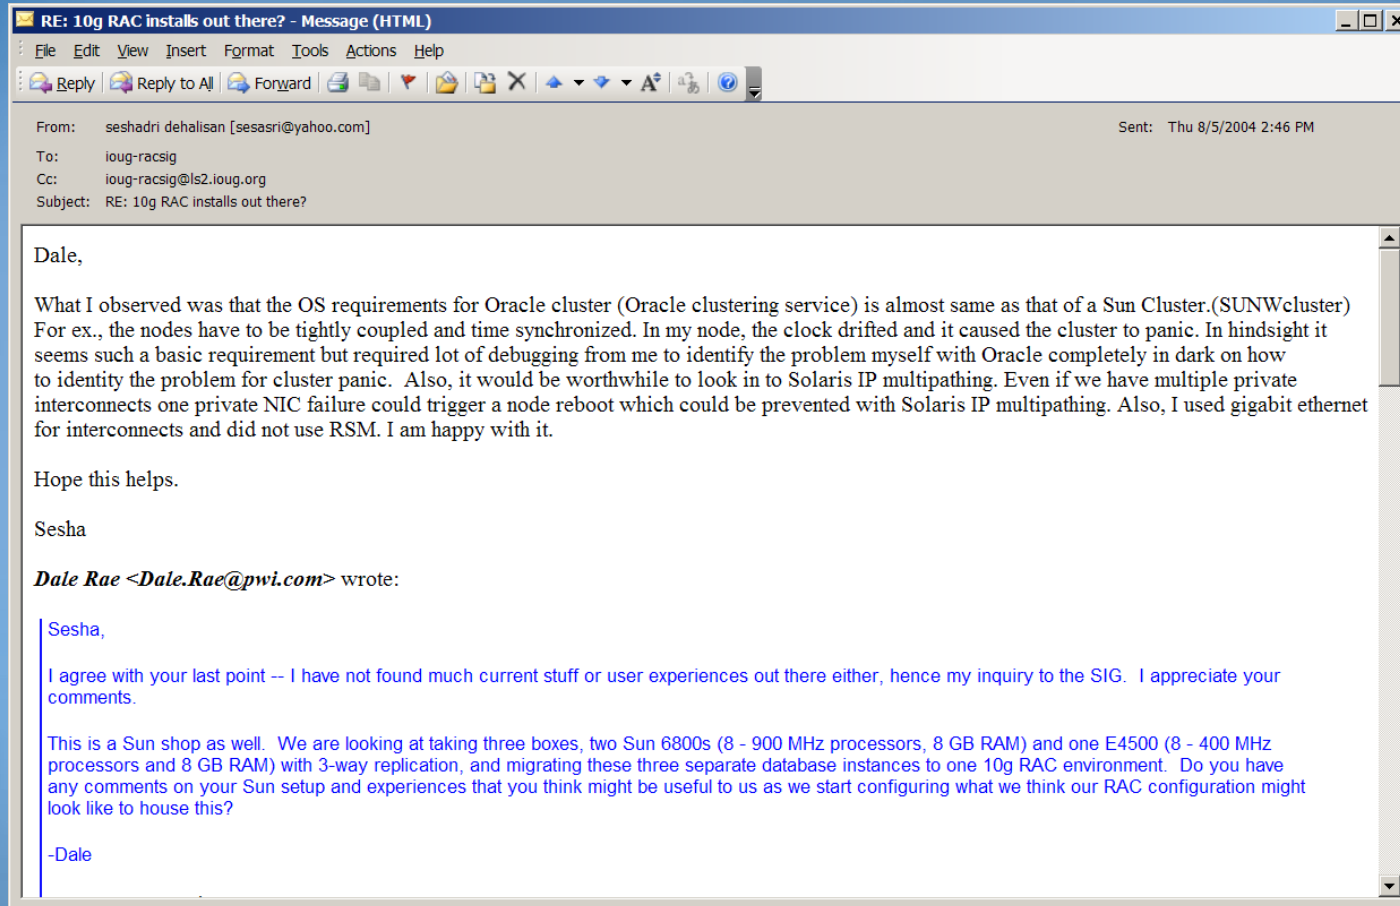 RE: 10g RAC installs out there? - Message (HTML)
File Edit View Insert Format Tools Actions Help
Reply Reply to All Forward
From: seshadri dehalisan [sesasri@yahoo.com] Sent: Thu 8/5/2004 2:46 PM
To: ioug-racsig
Cc: ioug-racsig@ls2.ioug.org
Subject: RE: 10g RAC installs out there?
Dale,
What I observed was that the OS requirements for Oracle cluster (Oracle clustering service) is almost same as that of a Sun Cluster.(SUNWcluster)
For ex., the nodes have to be tightly coupled and time synchronized. In my node, the clock drifted and it caused the cluster to panic. In hindsight it
seems such a basic requirement but required lot of debugging from me to identify the problem myself with Oracle completely in dark on how
to identity the problem for cluster panic.  Also, it would be worthwhile to look in to Solaris IP multipathing. Even if we have multiple private
interconnects one private NIC failure could trigger a node reboot which could be prevented with Solaris IP multipathing. Also, I used gigabit ethernet
for interconnects and did not use RSM. I am happy with it.
Hope this helps.
Sesha
Dale Rae <Dale.Rae@pwi.com> wrote:
Sesha,
I agree with your last point -- I have not found much current stuff or user experiences out there either, hence my inquiry to the SIG.  I appreciate your
comments.
This is a Sun shop as well.  We are looking at taking three boxes, two Sun 6800s (8 - 900 MHz processors, 8 GB RAM) and one E4500 (8 - 400 MHz
processors and 8 GB RAM) with 3-way replication, and migrating these three separate database instances to one 10g RAC environment.  Do you have
any comments on your Sun setup and experiences that you think might be useful to us as we start configuring what we think our RAC configuration might
look like to house this?
-Dale